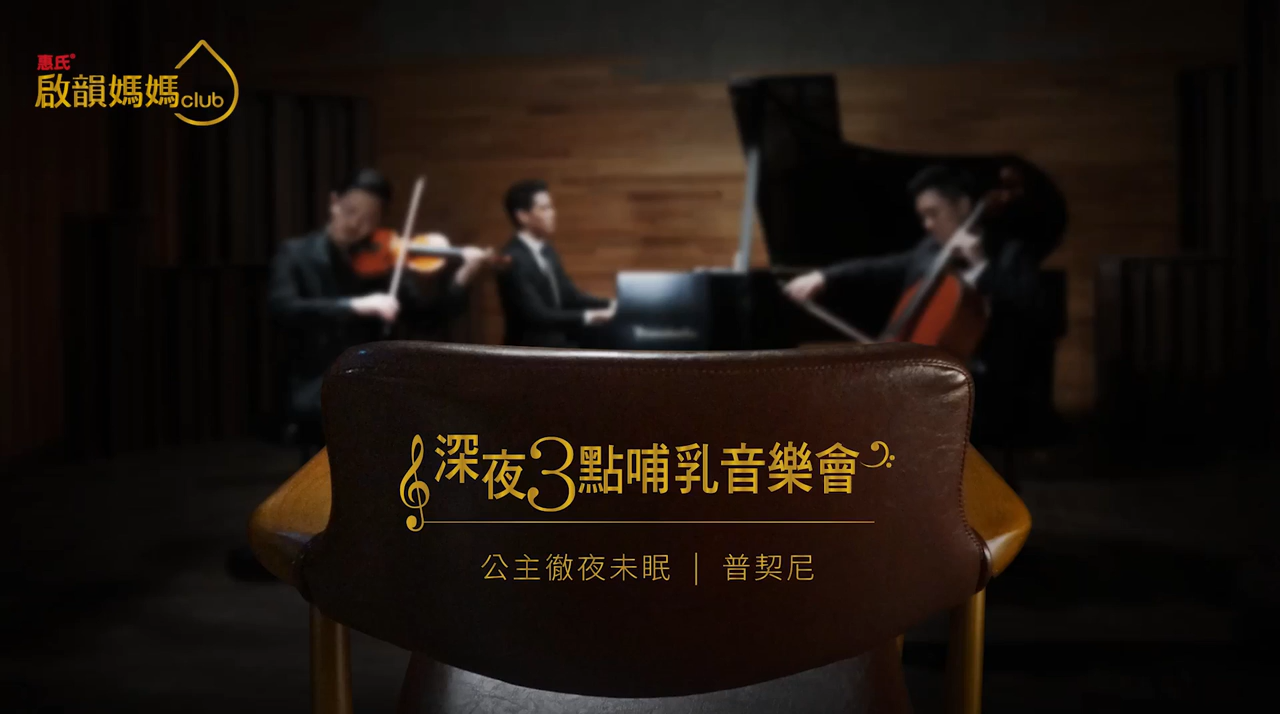 惠氏
啟韻媽媽club
深夜3點哺乳音樂會
公主徹夜未眠 | 普契尼